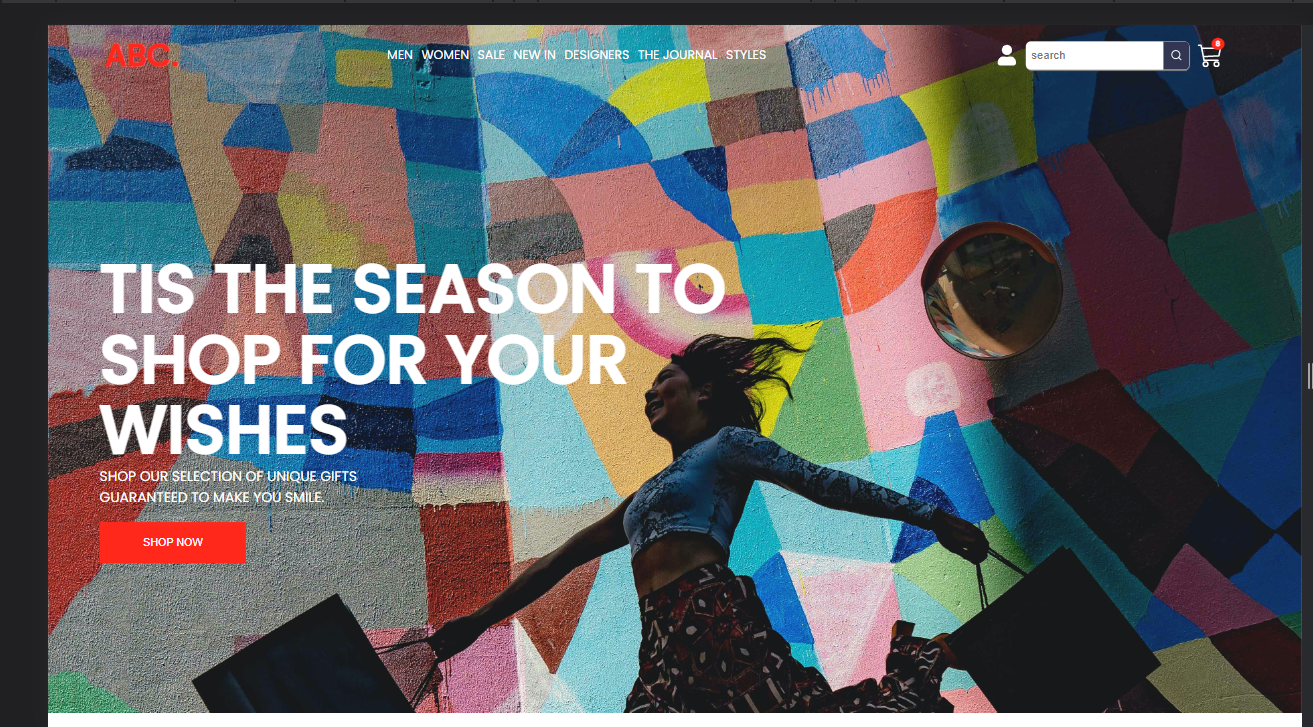 ABC.
MEN WOMEN SALE NEW IN DESIGNERS THE JOURNAL STYLES
search
TIS THE SEASON TO
SHOP FOR YOUR
WISHES
SHOP OUR SELECTION OF UNIQUE GIFTS
GUARANTEED TO MAKE YOU SMILE.
SHOP NOW